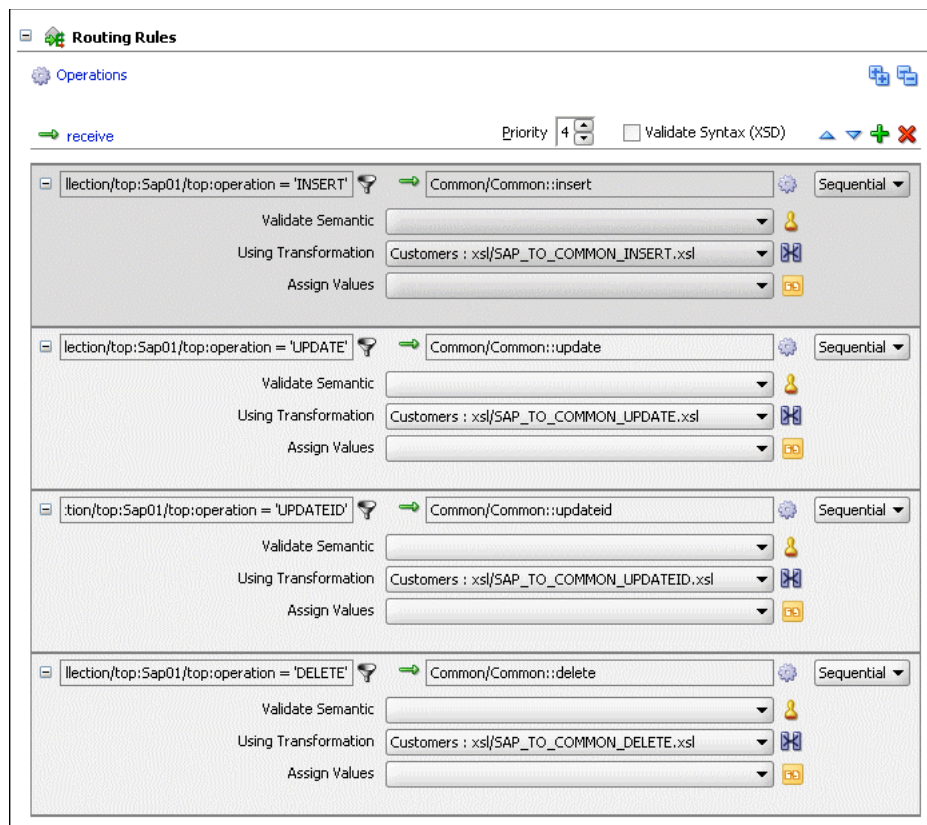 Routing Rules
Operations
receive Priority 4 Validate Syntax (XSD)
llection/top:Sap01/top:operation = 'INSERT' Common/Common::insert Sequential
Validate Semantic
Using Transformation Customers : xsl/SAP_TO_COMMON_INSERT.xsl
Assign Values
lection/top:Sap01/top:operation = 'UPDATE' Common/Common::update Sequential
Validate Semantic
Using Transformation Customers : xsl/SAP_TO_COMMON_UPDATE.xsl
Assign Values
:tion/top:Sap01/top:operation = 'UPDATEID' Common/Common::updateid Sequential
Validate Semantic
Using Transformation Customers : xsl/SAP_TO_COMMON_UPDATEID.xsl
Assign Values
llection/top:Sap01/top:operation = 'DELETE' Common/Common::delete Sequential
Validate Semantic
Using Transformation Customers : xsl/SAP_TO_COMMON_DELETE.xsl
Assign Values